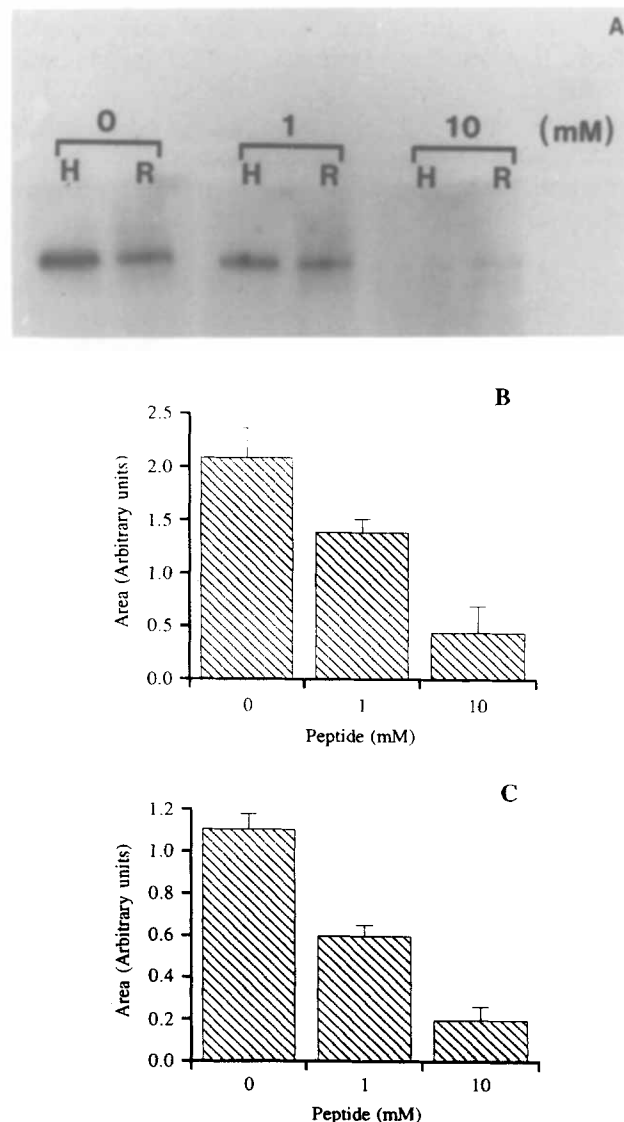 A
0 1 10 (mM)
H R H R H R
B
2.5
2.0
1.5
1.0
0.5
0.0
Area (Arbitrary units)
0 1 10
Peptide (mM)
C
1.2
1.0
0.8
0.6
0.4
0.2
0.0
Area (Arbitrary units)
0 1 10
Peptide (mM)